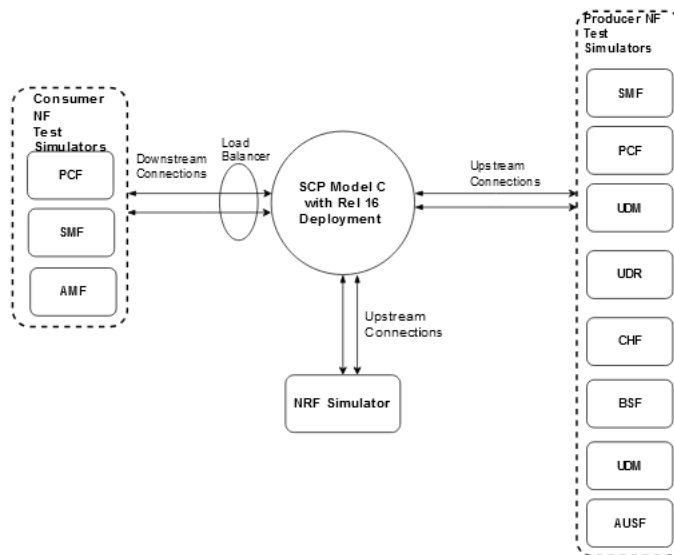 Consumer
NF
Test
Simulators
PCF
SMF
AMF
Downstream
Connections
Load
Balancer
SCP Model C
with Rel 16
Deployment
Upstream
Connections
Upstream
Connections
NRF Simulator
Producer NF
Test
Simulators
SMF
PCF
UDM
UDR
CHF
BSF
UDM
AUSF